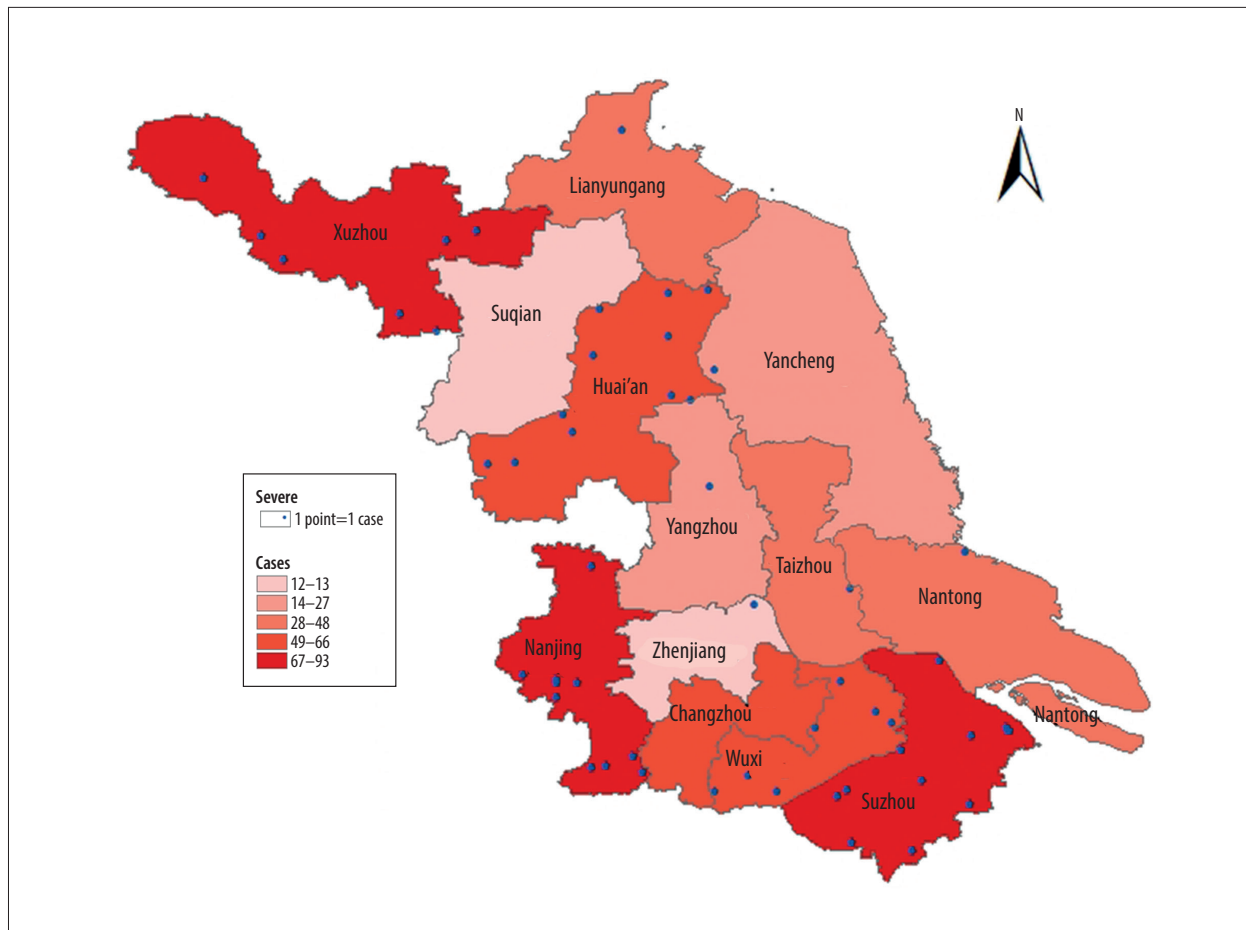 N
Lianyungang
Xuzhou
Suqian
Yancheng
Huai'an
Severe
1 point=1 case
Cases
12–13
14–27
28–48
49–66
67–93
Yangzhou
Taizhou
Nantong
Nanjing
Zhenjiang
Changzhou
Nantong
Wuxi
Suzhou